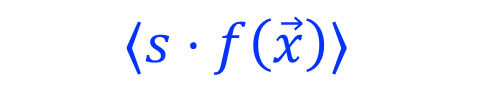 ⟨s · f(x⃗)⟩